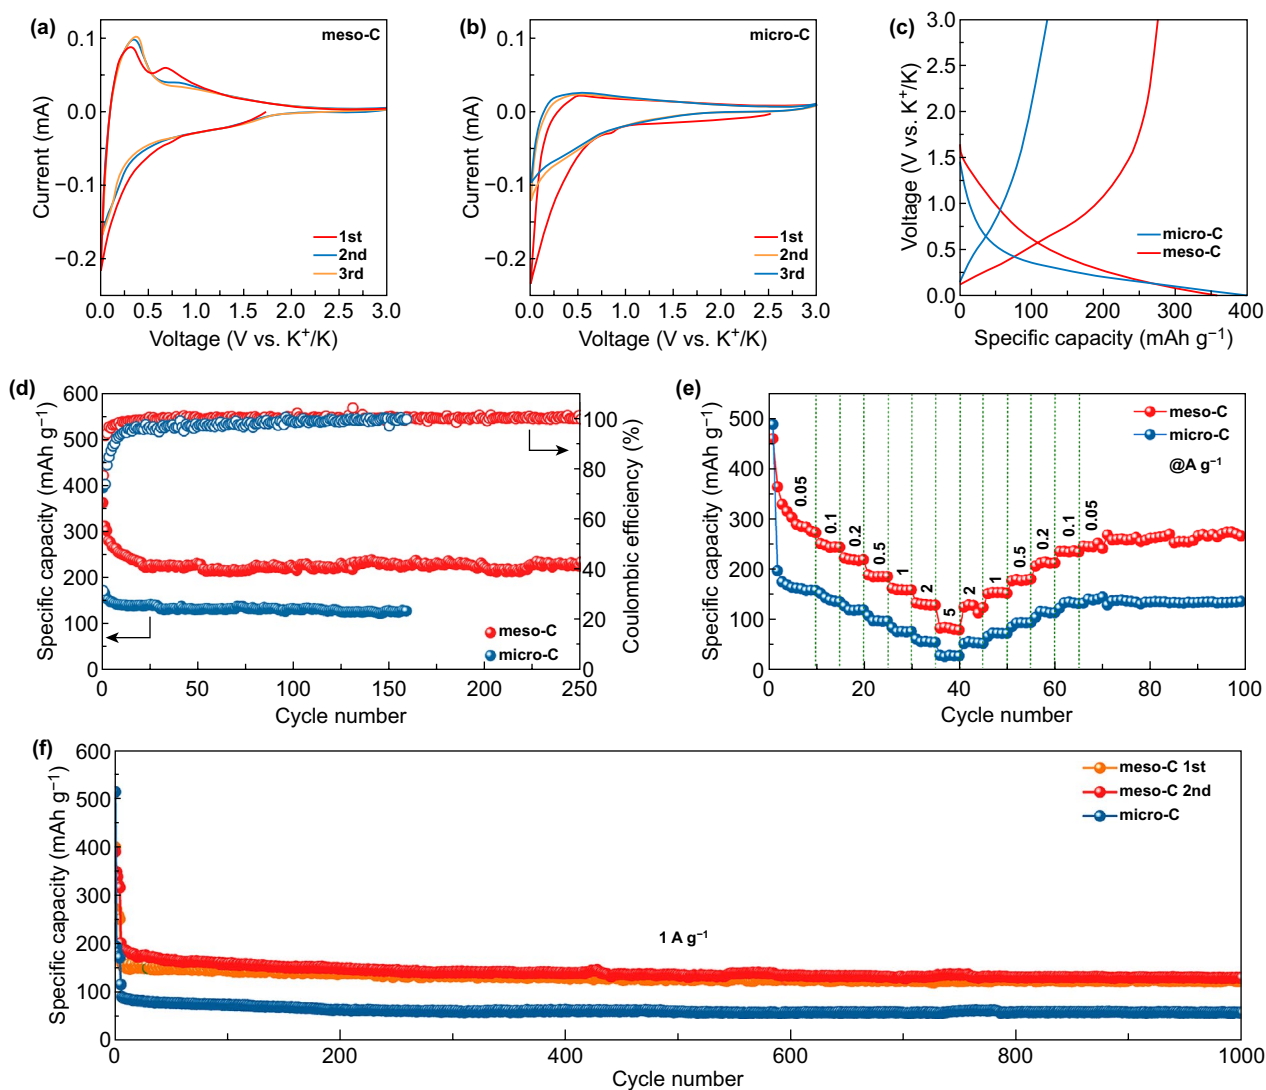 (a)
meso-C
0.1
0.0
−0.1
−0.2
Current (mA)
1st
2nd
3rd
0.0 0.5 1.0 1.5 2.0 2.5 3.0
Voltage (V vs. K⁺/K)
(b)
micro-C
0.1
0.0
−0.1
−0.2
Current (mA)
1st
2nd
3rd
0.0 0.5 1.0 1.5 2.0 2.5 3.0
Voltage (V vs. K⁺/K)
(c)
3.0
2.5
2.0
1.5
1.0
0.5
0.0
Voltage (V vs. K⁺/K)
micro-C
meso-C
0 100 200 300 400
Specific capacity (mAh g⁻¹)
(d)
600
500
400
300
200
100
0
Specific capacity (mAh g⁻¹)
100
80
60
40
20
0
Coulombic efficiency (%)
meso-C
micro-C
0 50 100 150 200 250
Cycle number
(e)
500
400
300
200
100
0
Specific capacity (mAh g⁻¹)
meso-C
micro-C
@A g⁻¹
0.05 0.1 0.2 0.5 1 2 5 2 1 0.5 0.2 0.1 0.05
0 20 40 60 80 100
Cycle number
(f)
600
500
400
300
200
100
0
Specific capacity (mAh g⁻¹)
meso-C 1st
meso-C 2nd
micro-C
1 A g⁻¹
0 200 400 600 800 1000
Cycle number